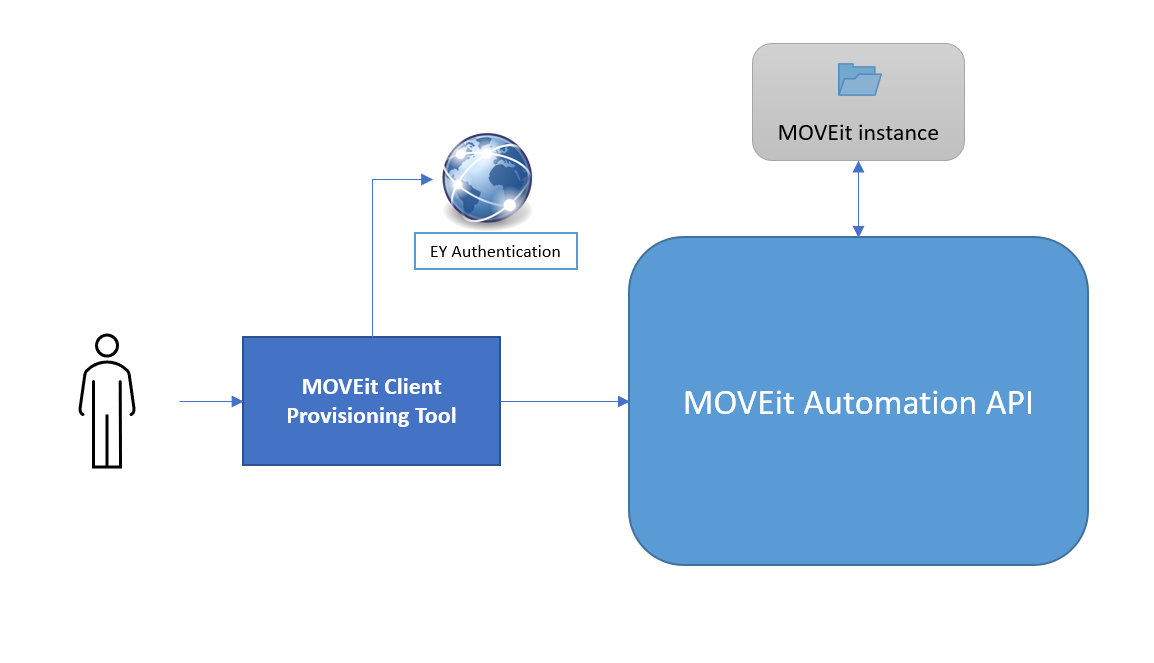 MOVEit instance
EY Authentication
MOVEit Client
Provisioning Tool
MOVEit Automation API